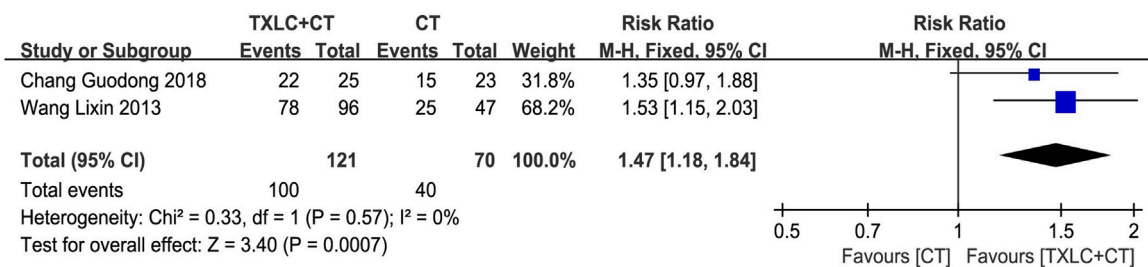 TXLC+CT CT Risk Ratio Risk Ratio
Study or Subgroup Events Total Events Total Weight M-H, Fixed, 95% CI M-H, Fixed, 95% CI
Chang Guodong 2018 22 25 15 23 31.8% 1.35 [0.97, 1.88]
Wang Lixin 2013 78 96 25 47 68.2% 1.53 [1.15, 2.03]
Total (95% CI) 121 70 100.0% 1.47 [1.18, 1.84]
Total events 100 40
Heterogeneity: Chi² = 0.33, df = 1 (P = 0.57); I² = 0%
Test for overall effect: Z = 3.40 (P = 0.0007)
0.5 0.7 1 1.5 2
Favours [CT] Favours [TXLC+CT]